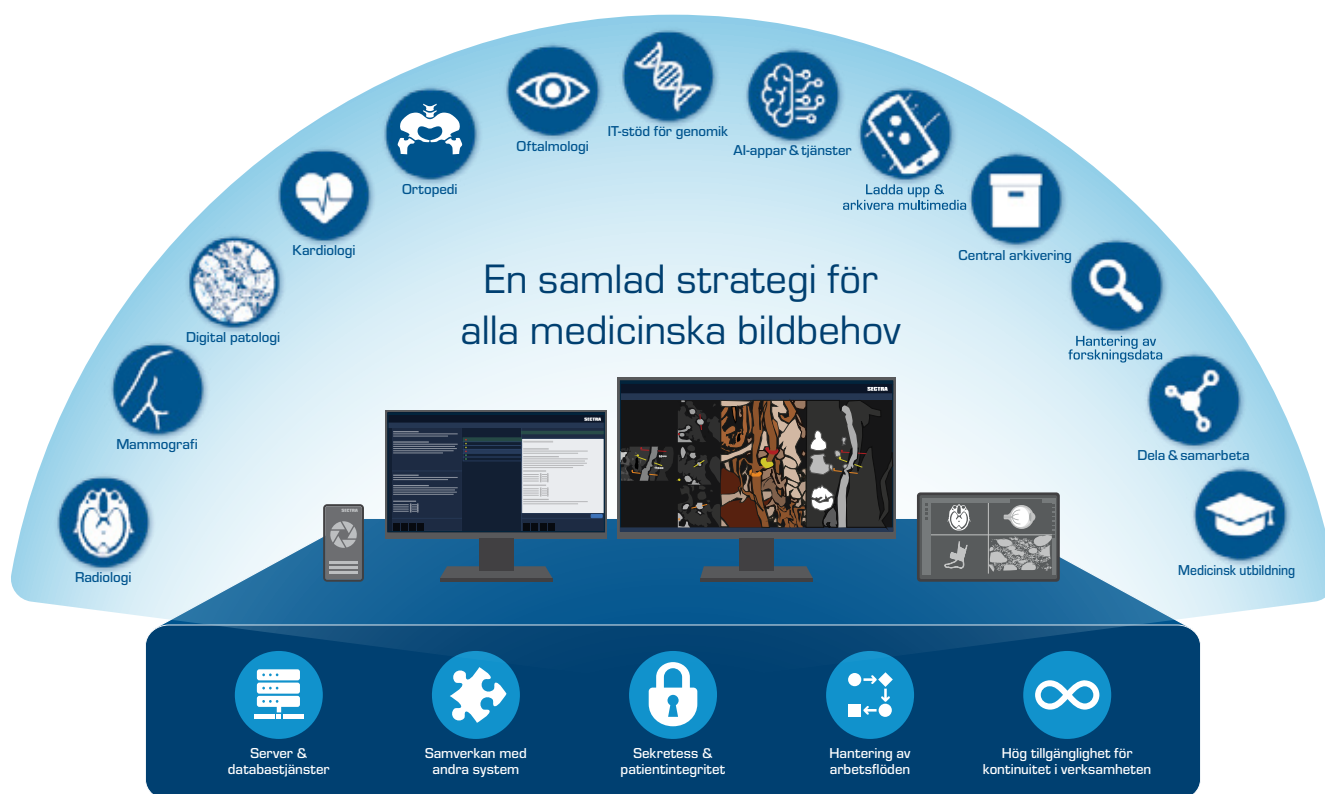 IT-stöd för genomik
Oftalmologi
AI-appar & tjänster
Ortopedi
Ladda upp &
arkivera multimedia
Kardiologi
Central arkivering
En samlad strategi för
alla medicinska bildbehov
Digital patologi
Hantering av
forskningsdata
Mammografi
Dela & samarbeta
Radiologi
Medicinsk utbildning
SECTRA
SECTRA
SECTRA
Server &
databastjänster
Samverkan med
andra system
Sekretess &
patientintegritet
Hantering av
arbetsflöden
Hög tillgänglighet för
kontinuitet i verksamheten